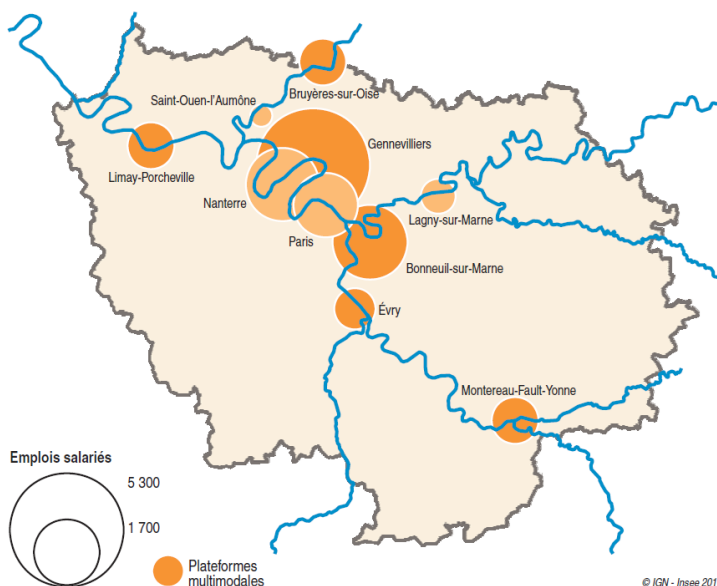 Bruyères-sur-Oise
Saint-Ouen-l'Aumône
Gennevilliers
Limay-Porcheville
Nanterre
Lagny-sur-Marne
Paris
Bonneuil-sur-Marne
Évry
Montereau-Fault-Yonne
Emplois salariés
5 300
1 700
Plateformes
multimodales
© IGN - Insee 201